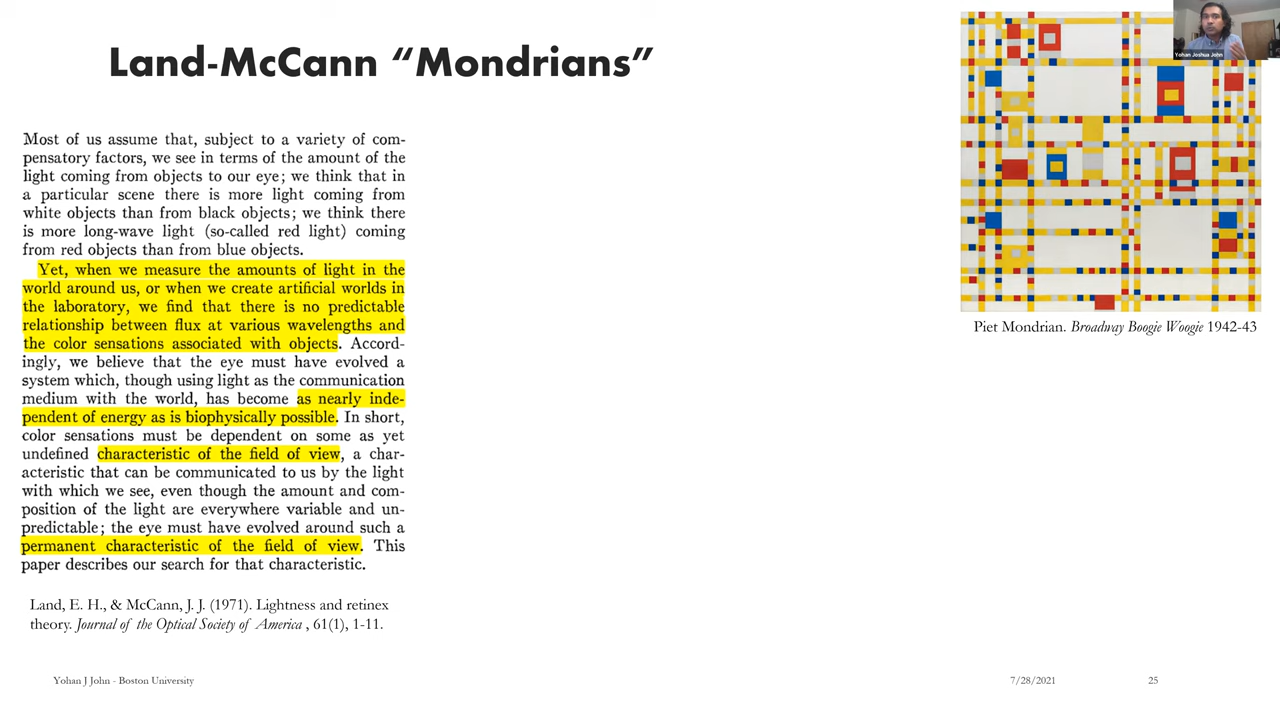 Land-McCann “Mondrians”
Most of us assume that, subject to a variety of com-
pensatory factors, we see in terms of the amount of the
light coming from objects to our eye; we think that in
a particular scene there is more light coming from
white objects than from black objects; we think there
is more long-wave light (so-called red light) coming
from red objects than from blue objects.
Yet, when we measure the amounts of light in the
world around us, or when we create artificial worlds in
the laboratory, we find that there is no predictable
relationship between flux at various wavelengths and
the color sensations associated with objects. Accord-
ingly, we believe that the eye must have evolved a
system which, though using light as the communication
medium with the world, has become as nearly inde-
pendent of energy as is biophysically possible. In short,
color sensations must be dependent on some as yet
undefined characteristic of the field of view, a char-
acteristic that can be communicated to us by the light
with which we see, even though the amount and com-
position of the light are everywhere variable and un-
predictable; the eye must have evolved around such a
permanent characteristic of the field of view. This
paper describes our search for that characteristic.
Land, E. H., & McCann, J. J. (1971). Lightness and retinex
theory. Journal of the Optical Society of America , 61(1), 1-11.
Yohan Joshua John
Piet Mondrian. Broadway Boogie Woogie 1942-43
Yohan J John - Boston University
7/28/2021
25